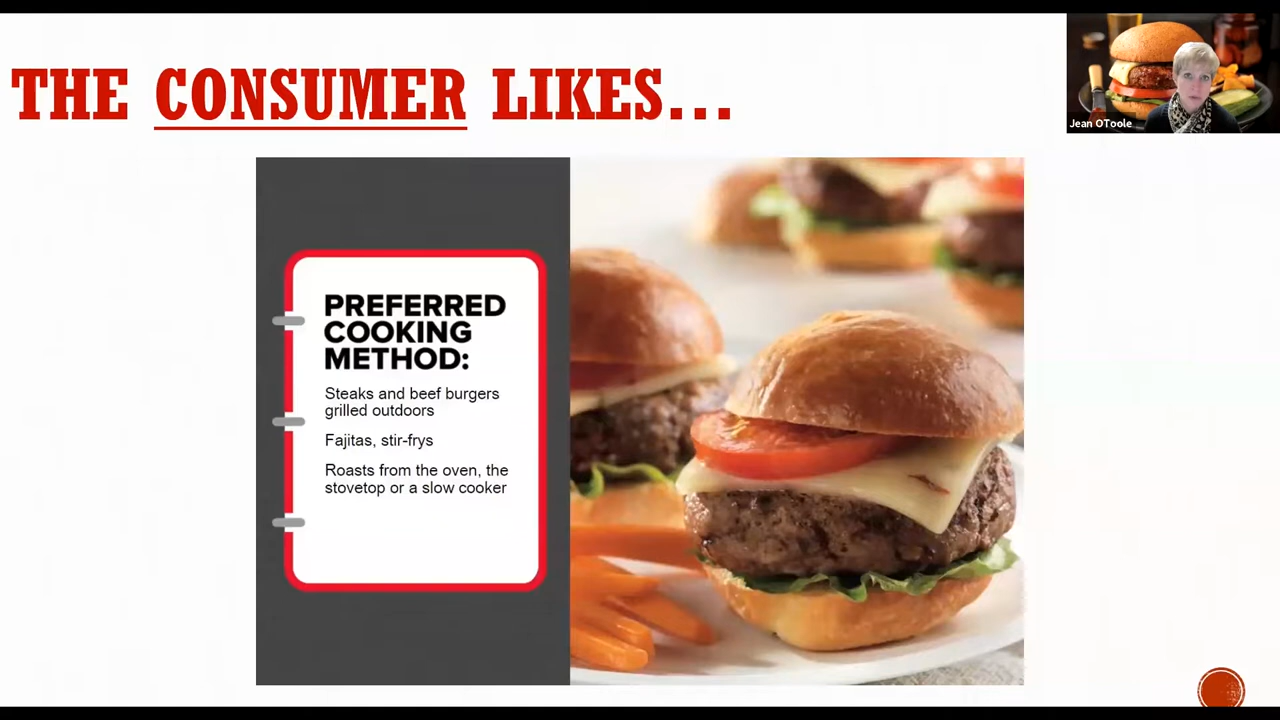 THE CONSUMER LIKES...
Jean OToole
PREFERRED
COOKING
METHOD:
Steaks and beef burgers
grilled outdoors
Fajitas, stir-frys
Roasts from the oven, the
stovetop or a slow cooker